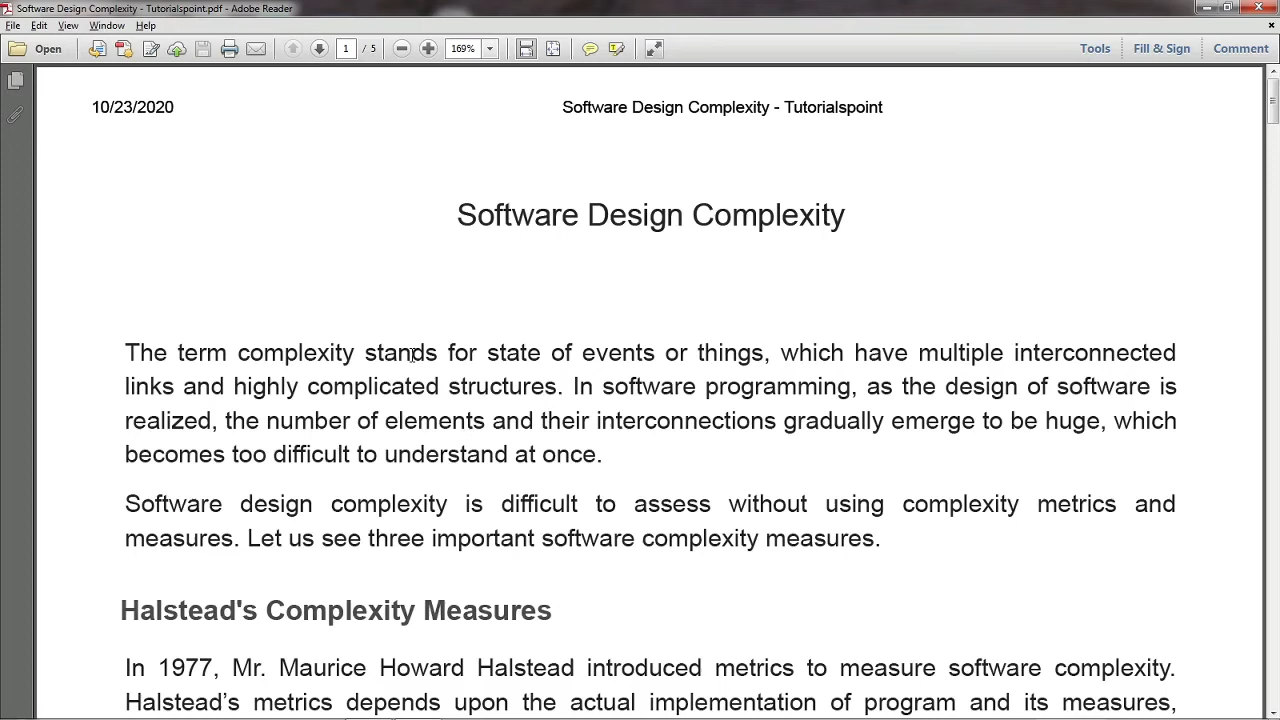 Software Design Complexity - Tutorialspoint.pdf - Adobe Reader
File Edit View Window Help
Open 1 / 5 169% Tools Fill & Sign Comment
10/23/2020 Software Design Complexity - Tutorialspoint
Software Design Complexity
The term complexity stands for state of events or things, which have multiple interconnected
links and highly complicated structures. In software programming, as the design of software is
realized, the number of elements and their interconnections gradually emerge to be huge, which
becomes too difficult to understand at once.
Software design complexity is difficult to assess without using complexity metrics and
measures. Let us see three important software complexity measures.
Halstead's Complexity Measures
In 1977, Mr. Maurice Howard Halstead introduced metrics to measure software complexity.
Halstead’s metrics depends upon the actual implementation of program and its measures,